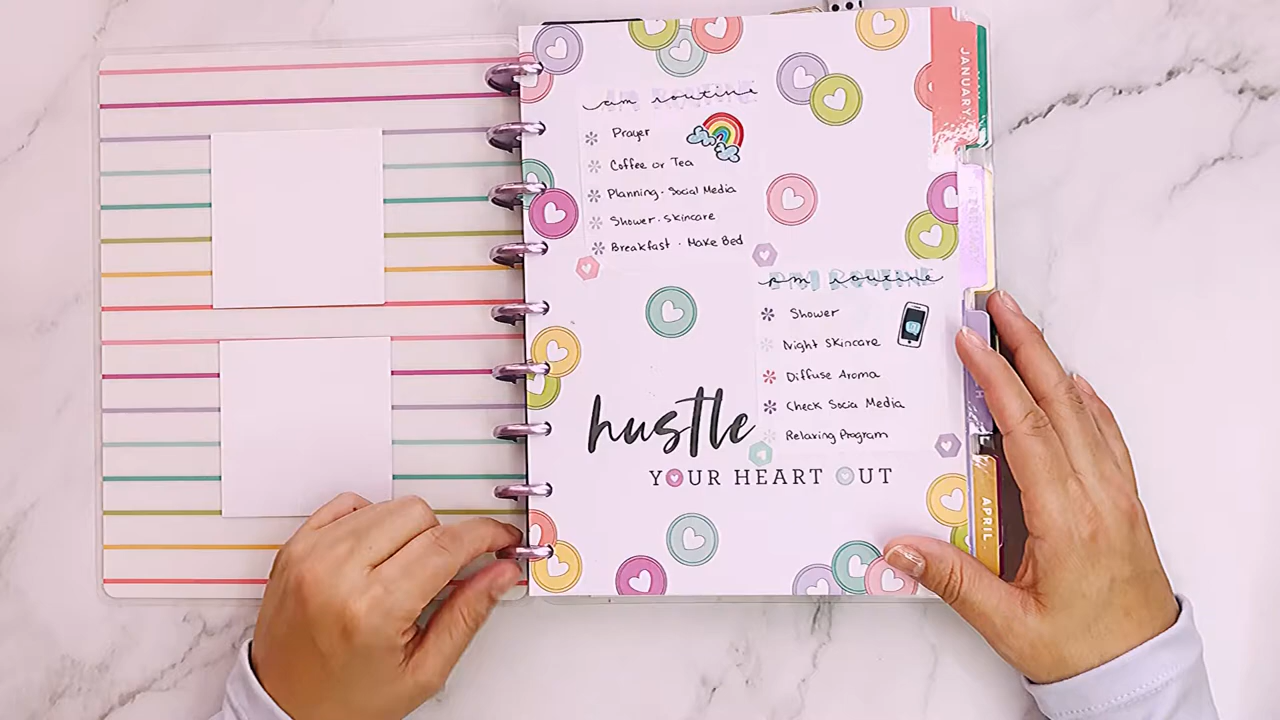 am routine
Prayer
Coffee or Tea
Planning · Social Media
Shower · Skincare
Breakfast · Make Bed
pm routine
Shower
Night Skincare
Diffuse Aroma
Check Socia Media
Relaxing Program
hustle
YOUR HEART OUT
JANUARY
FEBRUARY
APRIL